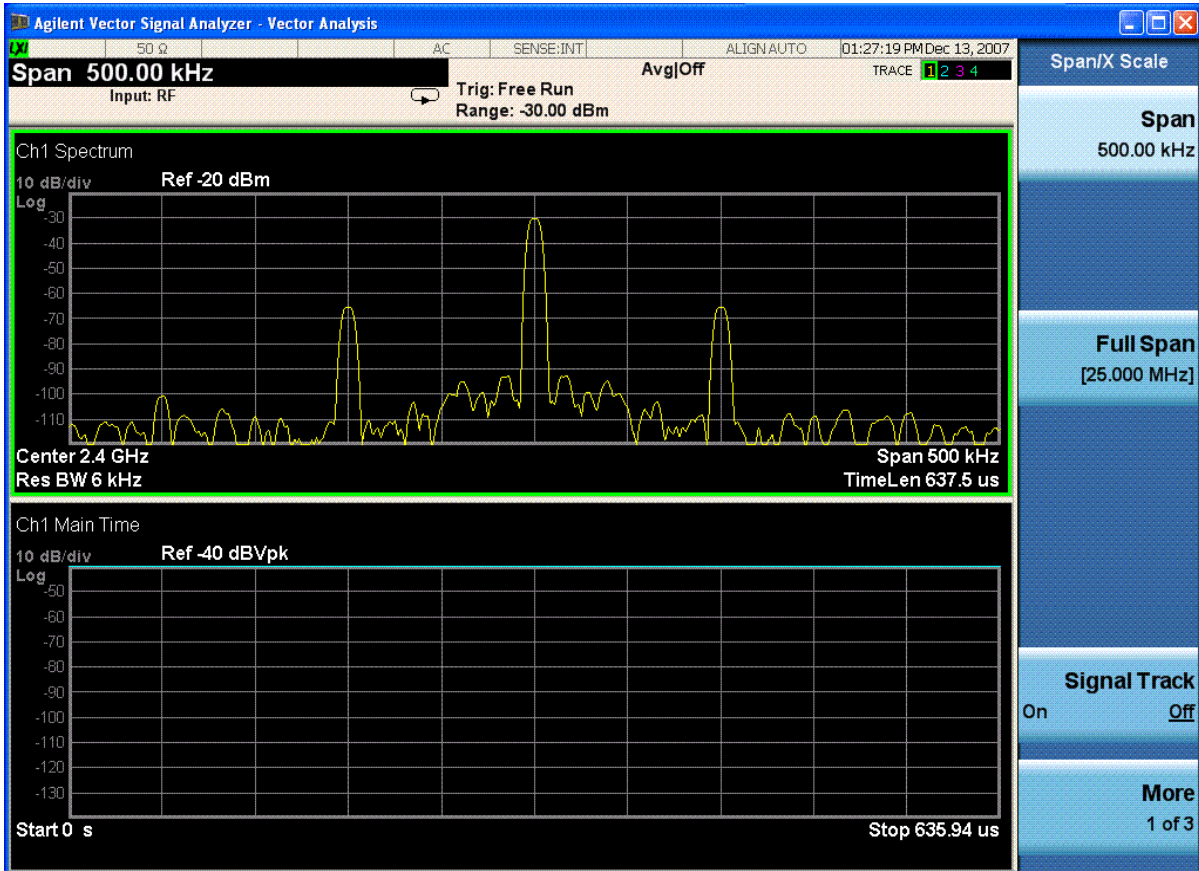 Agilent Vector Signal Analyzer - Vector Analysis
LXI 50 Ω AC SENSE:INT ALIGN AUTO 01:27:19 PM Dec 13, 2007
Span 500.00 kHz
Input: RF
Trig: Free Run
Range: -30.00 dBm
Avg|Off
TRACE 1 2 3 4
Ch1 Spectrum
10 dB/div Ref -20 dBm
Log
-30
-40
-50
-60
-70
-80
-90
-100
-110
Center 2.4 GHz Span 500 kHz
Res BW 6 kHz TimeLen 637.5 us
Ch1 Main Time
10 dB/div Ref -40 dBVpk
Log
-50
-60
-70
-80
-90
-100
-110
-120
-130
Start 0 s Stop 635.94 us
Span/X Scale
Span
500.00 kHz
Full Span
[25.000 MHz]
Signal Track
On Off
More
1 of 3